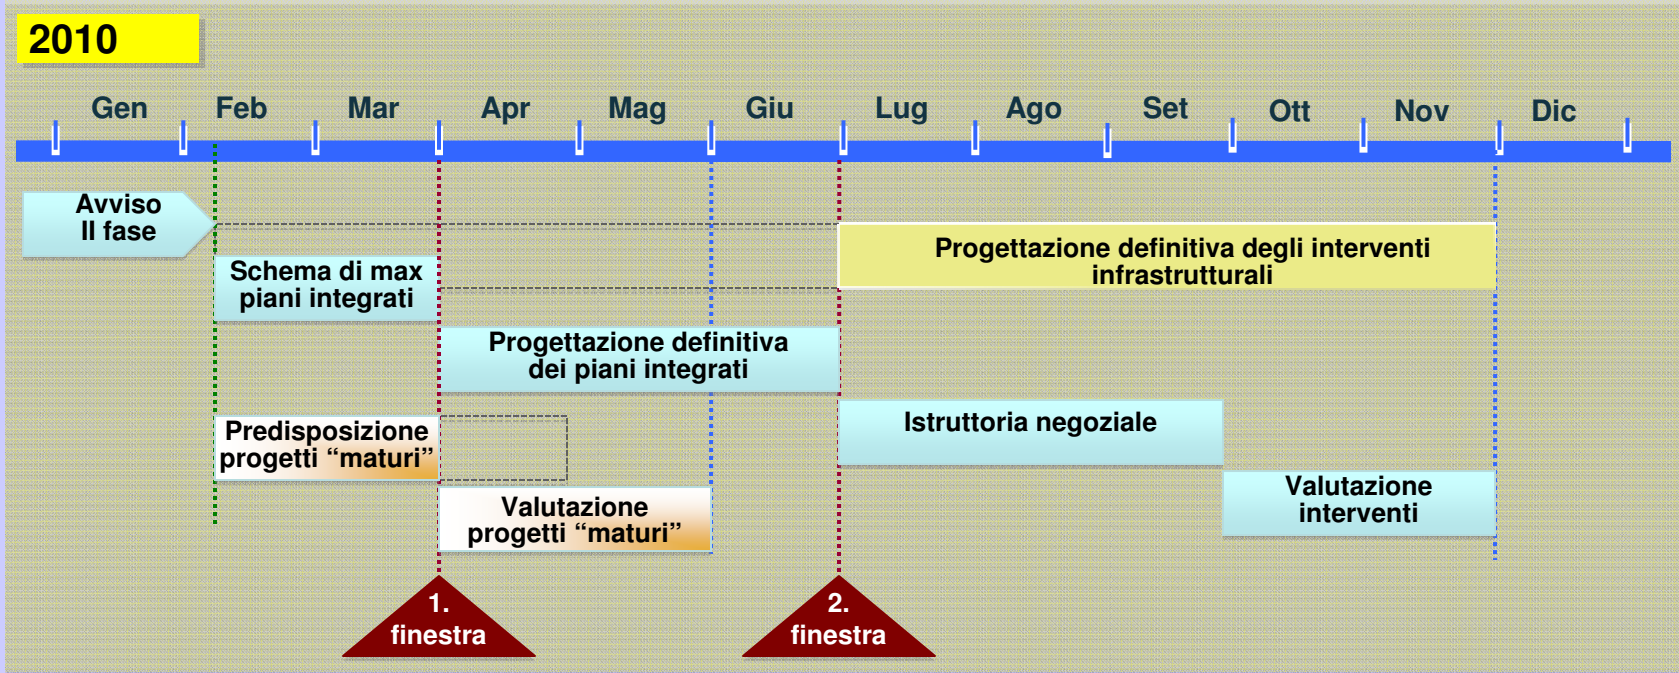 2010
Gen Feb Mar Apr Mag Giu Lug Ago Set Ott Nov Dic
Avviso
II fase
Progettazione definitiva degli interventi
infrastrutturali
Schema di max
piani integrati
Progettazione definitiva
dei piani integrati
Istruttoria negoziale
Predisposizione
progetti “maturi”
Valutazione
interventi
Valutazione
progetti “maturi”
1.
finestra
2.
finestra